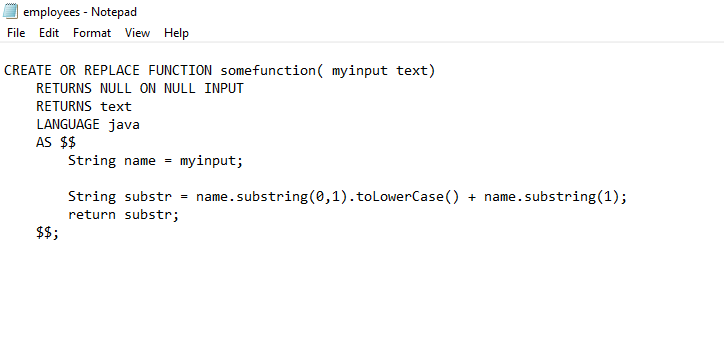 employees - Notepad
File Edit Format View Help
CREATE OR REPLACE FUNCTION somefunction( myinput text)
    RETURNS NULL ON NULL INPUT
    RETURNS text
    LANGUAGE java
    AS $$
        String name = myinput;
        String substr = name.substring(0,1).toLowerCase() + name.substring(1);
        return substr;
    $$;